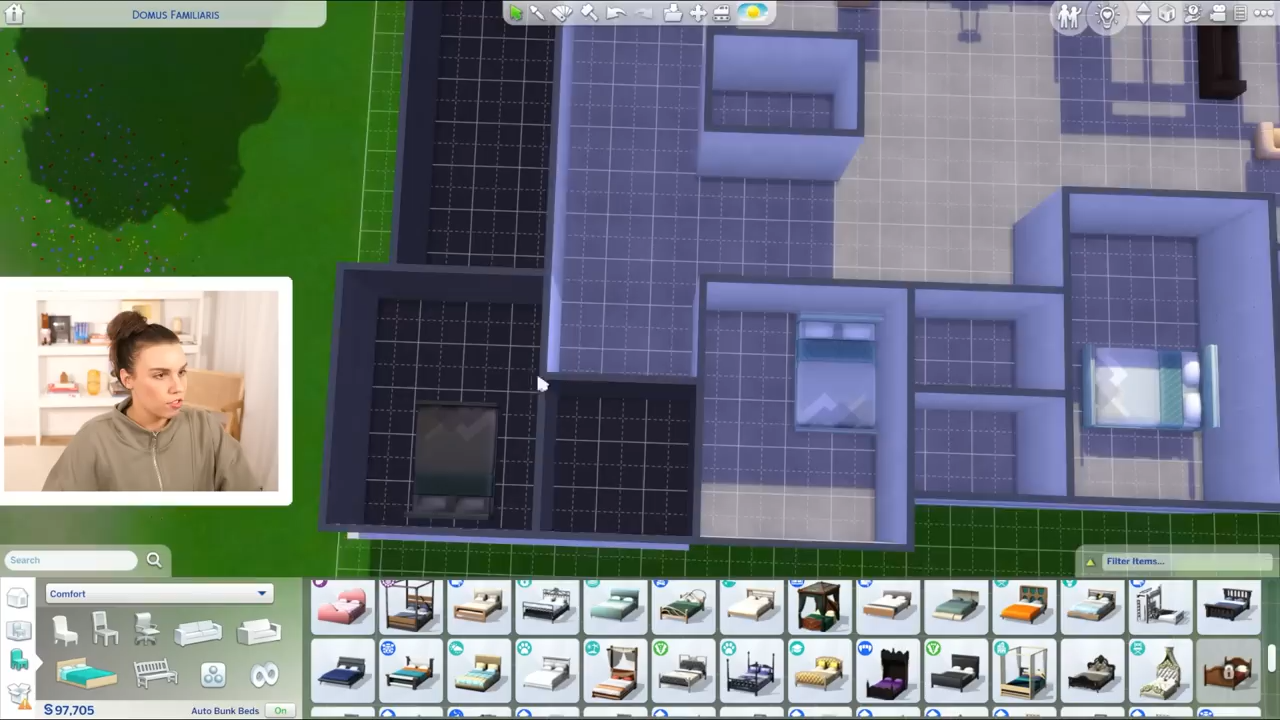 DOMUS FAMILIARIS
Search
Filter Items...
Comfort
§97,705
Auto Bunk Beds
On